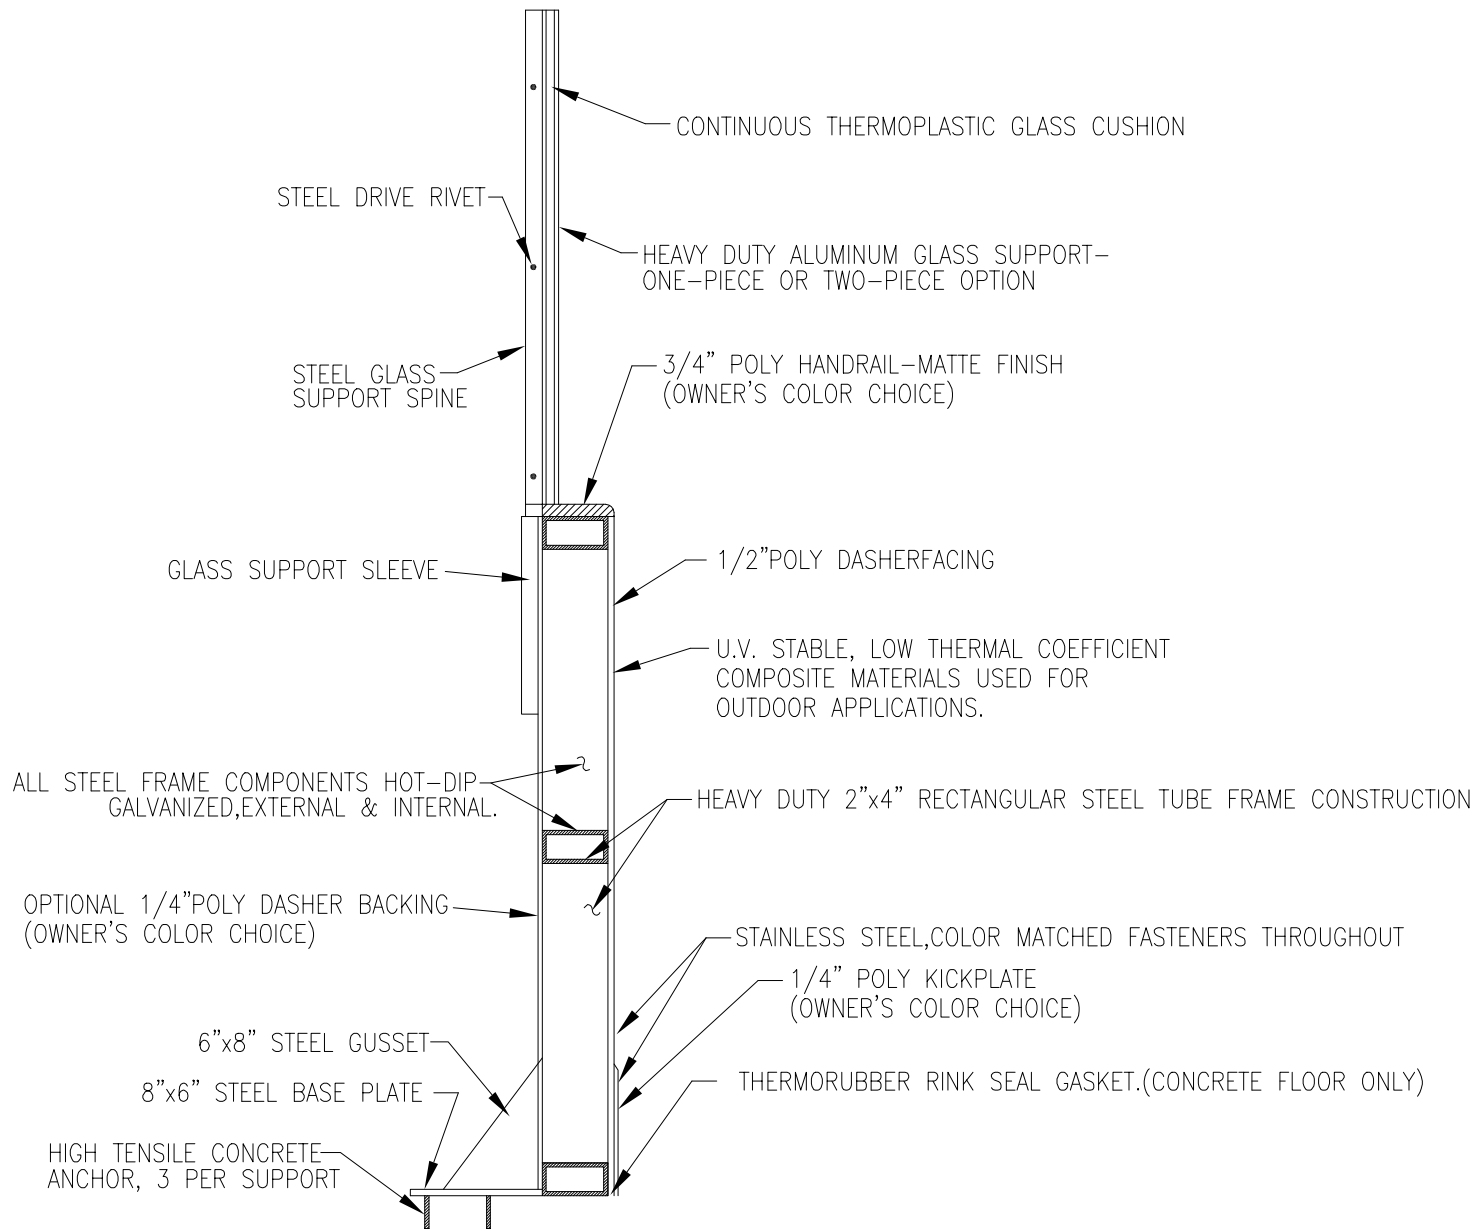 CONTINUOUS THERMOPLASTIC GLASS CUSHION
STEEL DRIVE RIVET
HEAVY DUTY ALUMINUM GLASS SUPPORT-
ONE-PIECE OR TWO-PIECE OPTION
STEEL GLASS
SUPPORT SPINE
3/4" POLY HANDRAIL-MATTE FINISH
(OWNER'S COLOR CHOICE)
GLASS SUPPORT SLEEVE
1/2"POLY DASHERFACING
U.V. STABLE, LOW THERMAL COEFFICIENT
COMPOSITE MATERIALS USED FOR
OUTDOOR APPLICATIONS.
ALL STEEL FRAME COMPONENTS HOT-DIP
GALVANIZED,EXTERNAL & INTERNAL.
HEAVY DUTY 2"x4" RECTANGULAR STEEL TUBE FRAME CONSTRUCTION
OPTIONAL 1/4"POLY DASHER BACKING
(OWNER'S COLOR CHOICE)
STAINLESS STEEL,COLOR MATCHED FASTENERS THROUGHOUT
1/4" POLY KICKPLATE
(OWNER'S COLOR CHOICE)
6"x8" STEEL GUSSET
8"x6" STEEL BASE PLATE
THERMORUBBER RINK SEAL GASKET.(CONCRETE FLOOR ONLY)
HIGH TENSILE CONCRETE
ANCHOR, 3 PER SUPPORT